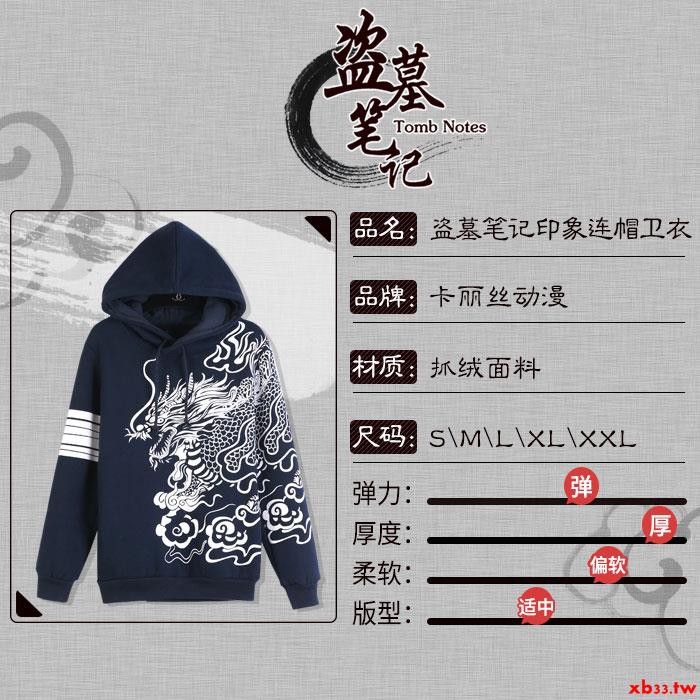 盗墓笔记
Tomb Notes
品名: 盗墓笔记印象连帽卫衣
品牌: 卡丽丝动漫
材质: 抓绒面料
尺码: S\M\L\XL\XXL
弹力: 弹
厚度: 厚
柔软: 偏软
版型: 适中
xb33.tw